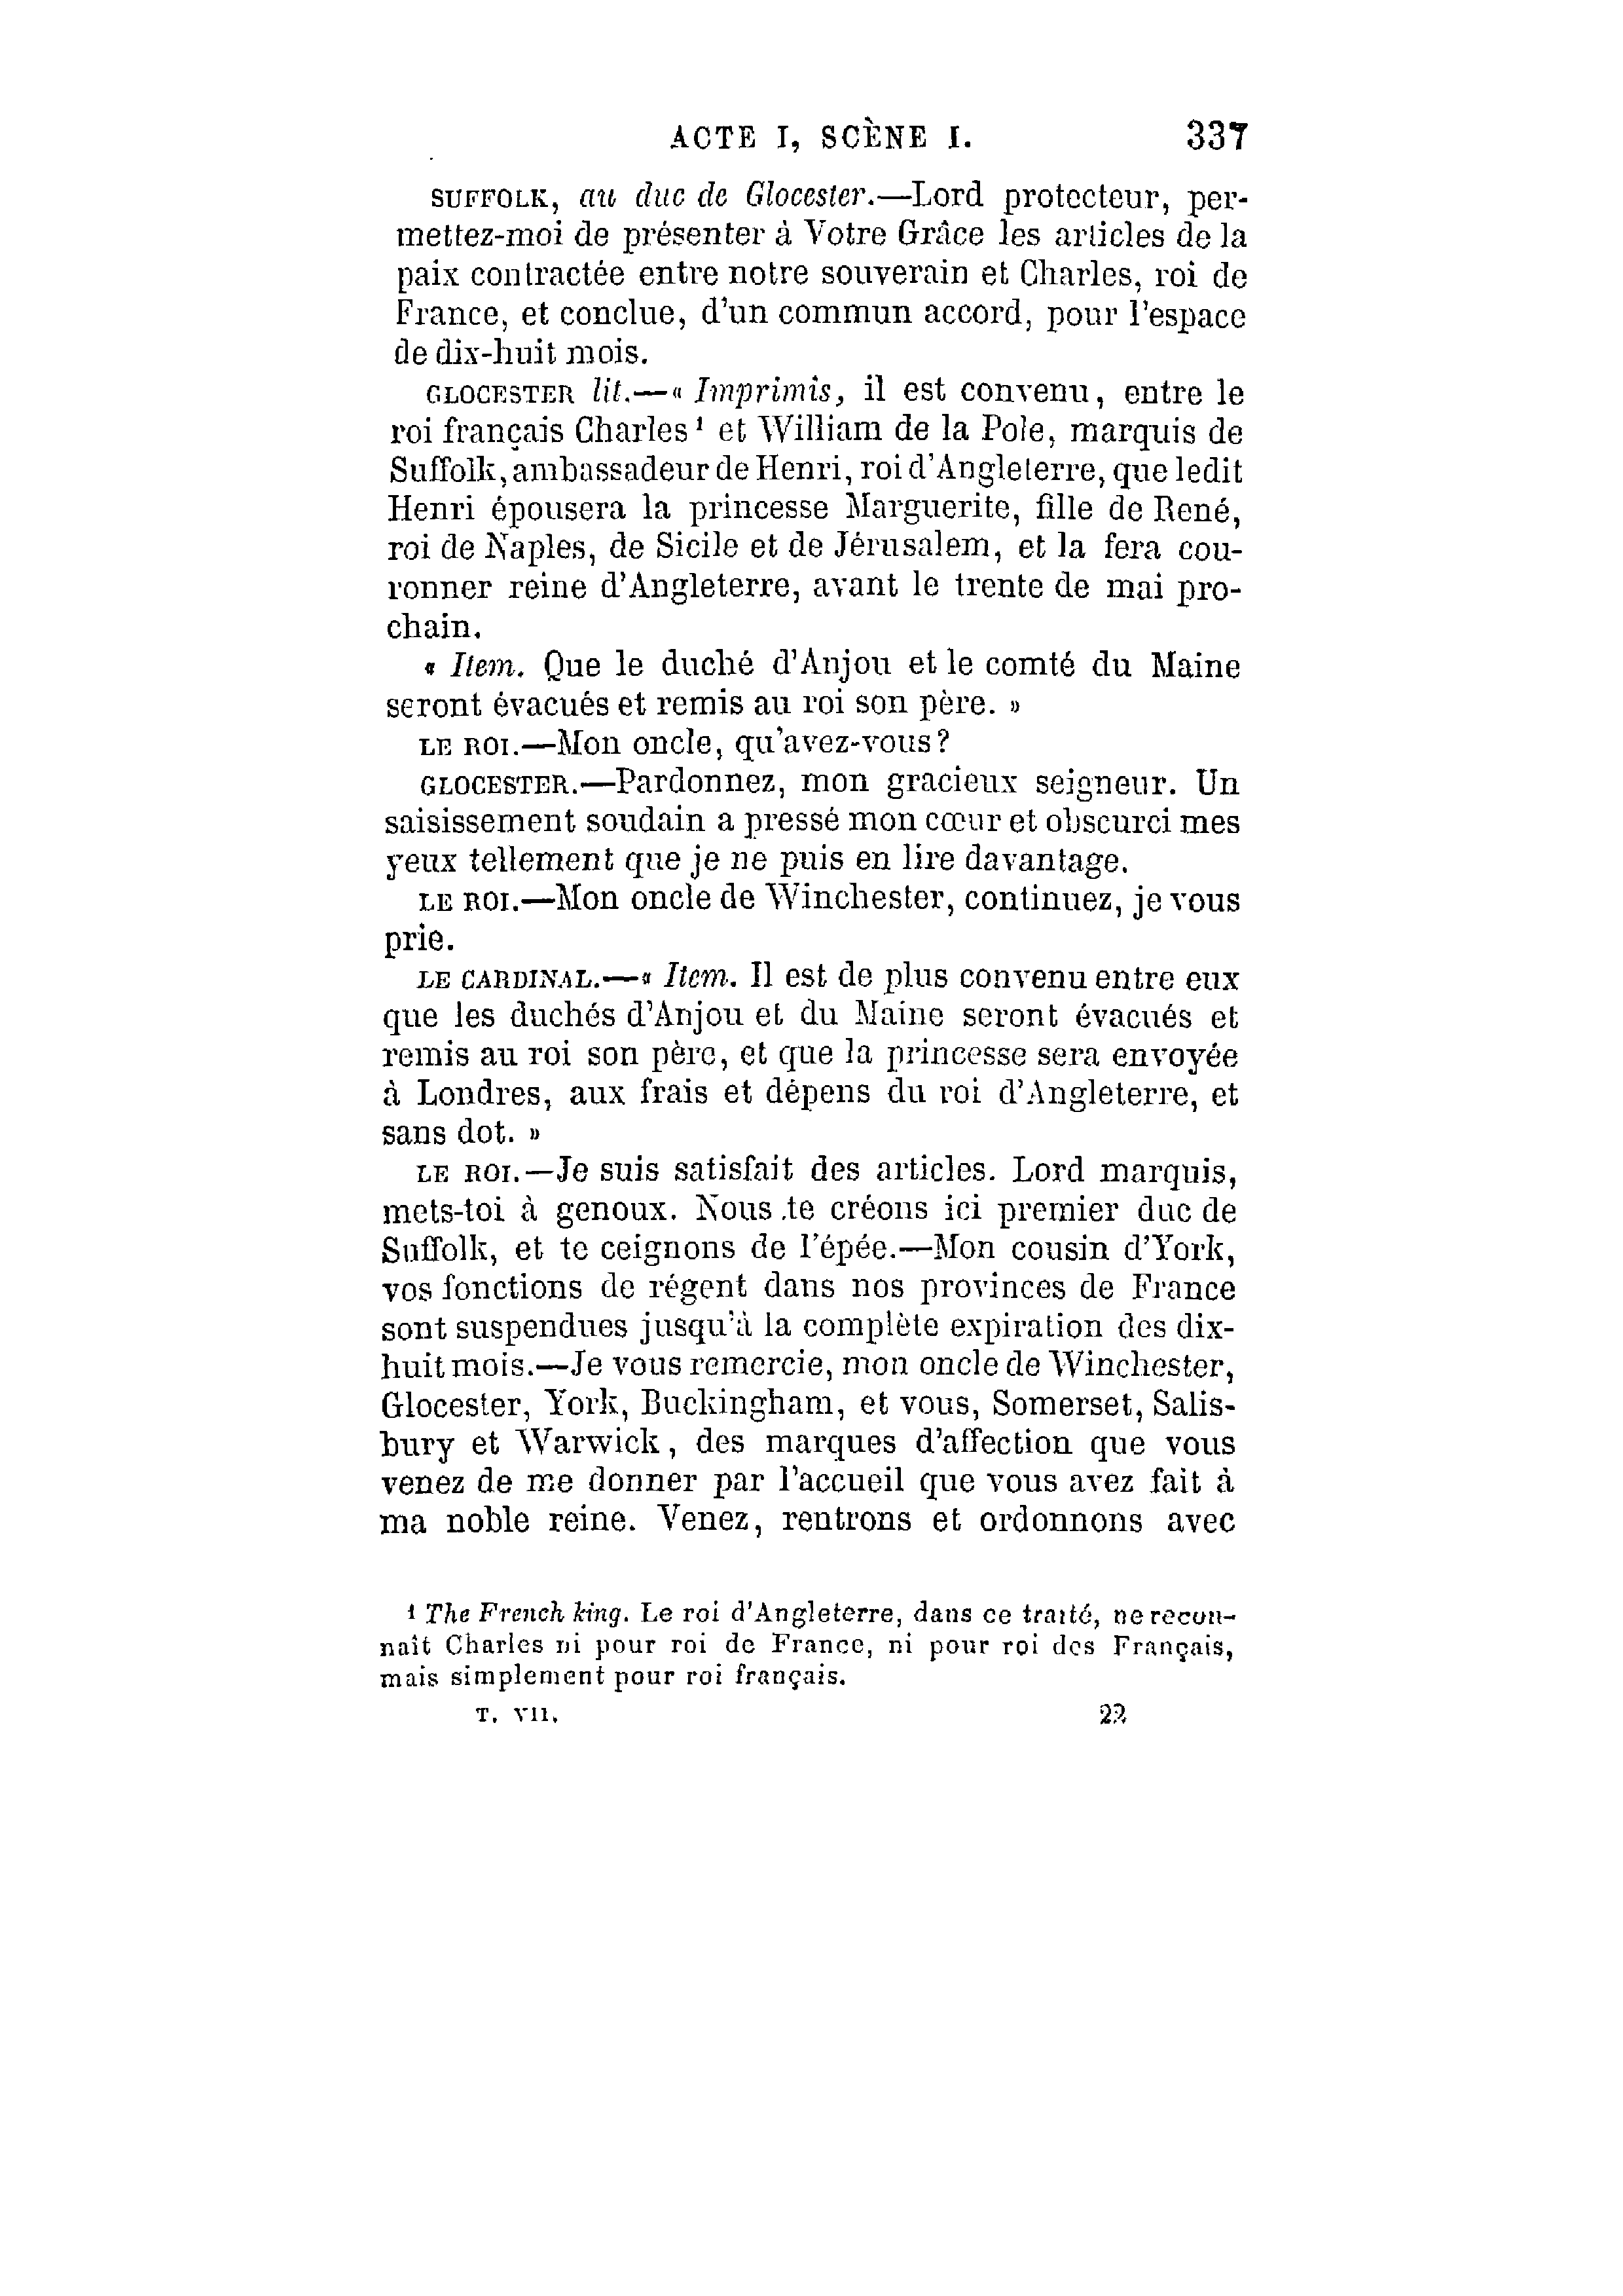 ACTE I, SCÈNE I. 337
SUFFOLK, au duc de Glocester.—Lord protecteur, per-
mettez-moi de présenter à Votre Grâce les articles de la
paix contractée entre notre souverain et Charles, roi de
France, et conclue, d'un commun accord, pour l'espace
de dix-huit mois.
GLOCESTER lit.—« Imprimis, il est convenu, entre le
roi français Charles¹ et William de la Pole, marquis de
Suffolk, ambassadeur de Henri, roi d'Angleterre, que ledit
Henri épousera la princesse Marguerite, fille de René,
roi de Naples, de Sicile et de Jérusalem, et la fera cou-
ronner reine d'Angleterre, avant le trente de mai pro-
chain.
« Item. Que le duché d'Anjou et le comté du Maine
seront évacués et remis au roi son père. »
LE ROI.—Mon oncle, qu'avez-vous?
GLOCESTER.—Pardonnez, mon gracieux seigneur. Un
saisissement soudain a pressé mon cœur et obscurci mes
yeux tellement que je ne puis en lire davantage.
LE ROI.—Mon oncle de Winchester, continuez, je vous
prie.
LE CARDINAL.—« Item. Il est de plus convenu entre eux
que les duchés d'Anjou et du Maine seront évacués et
remis au roi son père, et que la princesse sera envoyée
à Londres, aux frais et dépens du roi d'Angleterre, et
sans dot. »
LE ROI.—Je suis satisfait des articles. Lord marquis,
mets-toi à genoux. Nous te créons ici premier duc de
Suffolk, et te ceignons de l'épée.—Mon cousin d'York,
vos fonctions de régent dans nos provinces de France
sont suspendues jusqu'à la complète expiration des dix-
huit mois.—Je vous remercie, mon oncle de Winchester,
Glocester, York, Buckingham, et vous, Somerset, Salis-
bury et Warwick, des marques d'affection que vous
venez de me donner par l'accueil que vous avez fait à
ma noble reine. Venez, rentrons et ordonnons avec
¹ The French king. Le roi d'Angleterre, dans ce traité, ne recon-
naît Charles ni pour roi de France, ni pour roi des Français,
mais simplement pour roi français.
T. VII. 22